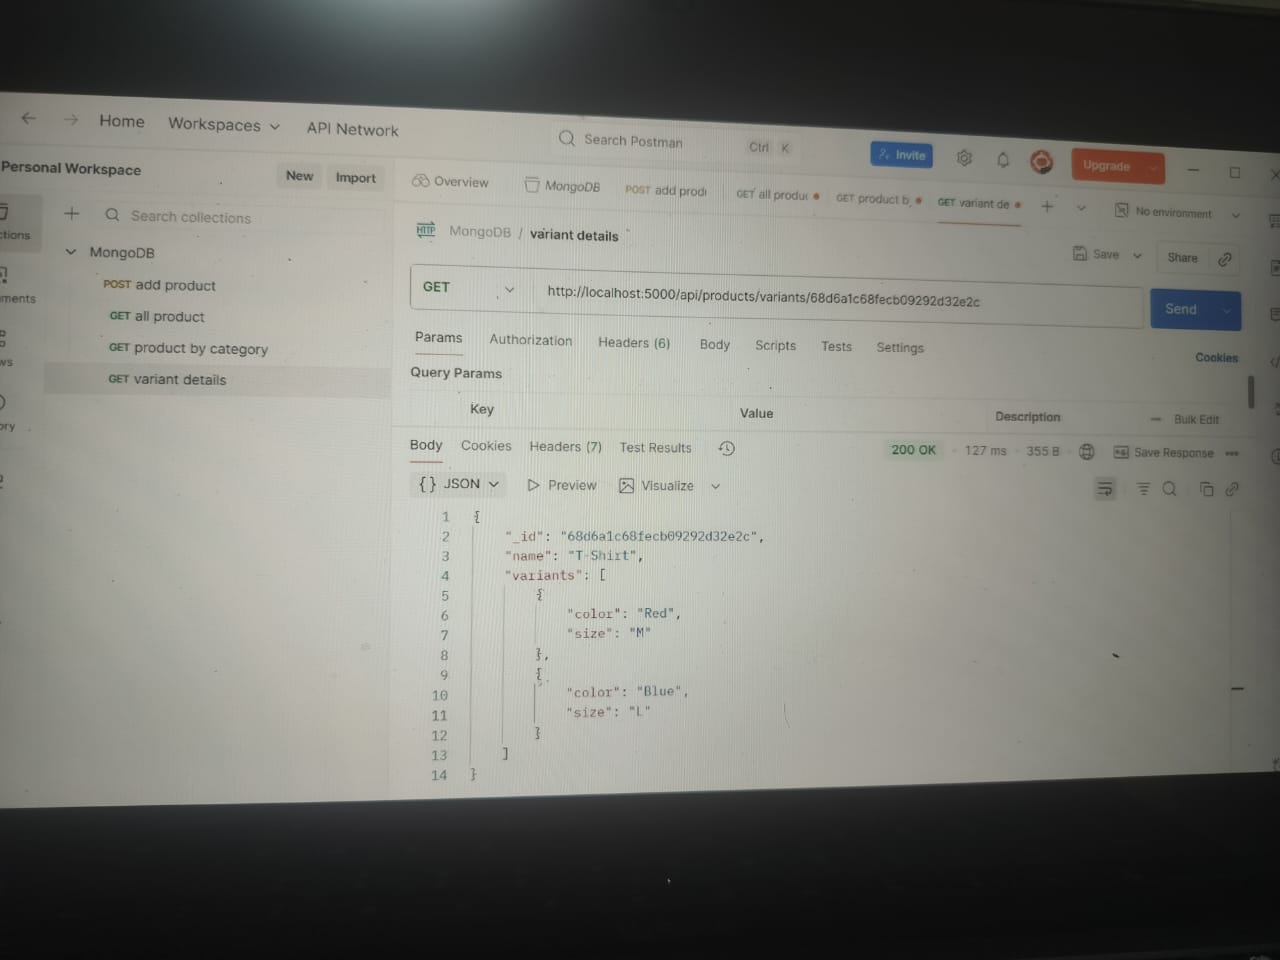 Home Workspaces API Network Search Postman Ctrl K Invite Upgrade
Personal Workspace New Import
Overview MongoDB POST add prod GET all produc GET product b GET variant de No environment
Search collections
MongoDB
POST add product
GET all product
GET product by category
GET variant details
HTTP MongoDB / variant details Save Share
GET http://localhost:5000/api/products/variants/68d6a1c68fecb09292d32e2c Send
Params Authorization Headers (6) Body Scripts Tests Settings Cookies
Query Params
Key Value Description Bulk Edit
Body Cookies Headers (7) Test Results 200 OK 127 ms 355 B Save Response
{} JSON Preview Visualize
1 {
2 "_id": "68d6a1c68fecb09292d32e2c",
3 "name": "T-Shirt",
4 "variants": [
5 {
6 "color": "Red",
7 "size": "M"
8 },
9 {
10 "color": "Blue",
11 "size": "L"
12 }
13 ]
14 }